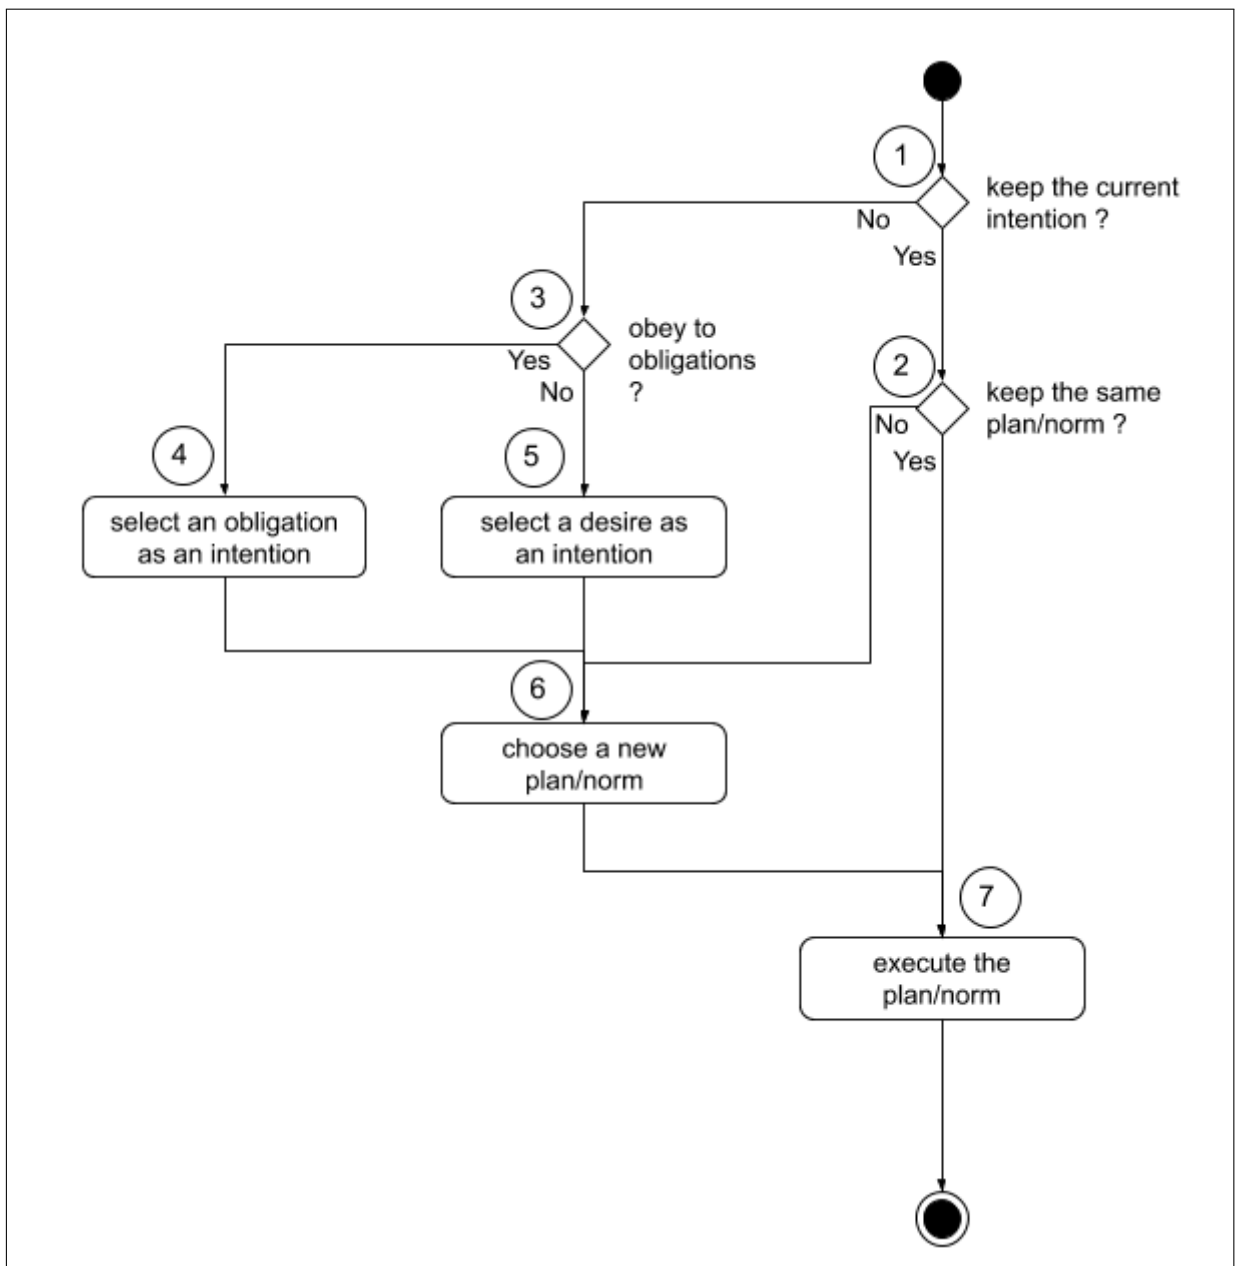 1
keep the current
intention ?
No
Yes
3
obey to
obligations
?
Yes
No
2
keep the same
plan/norm ?
No
Yes
4
5
select an obligation
as an intention
select a desire as
an intention
6
choose a new
plan/norm
7
execute the
plan/norm